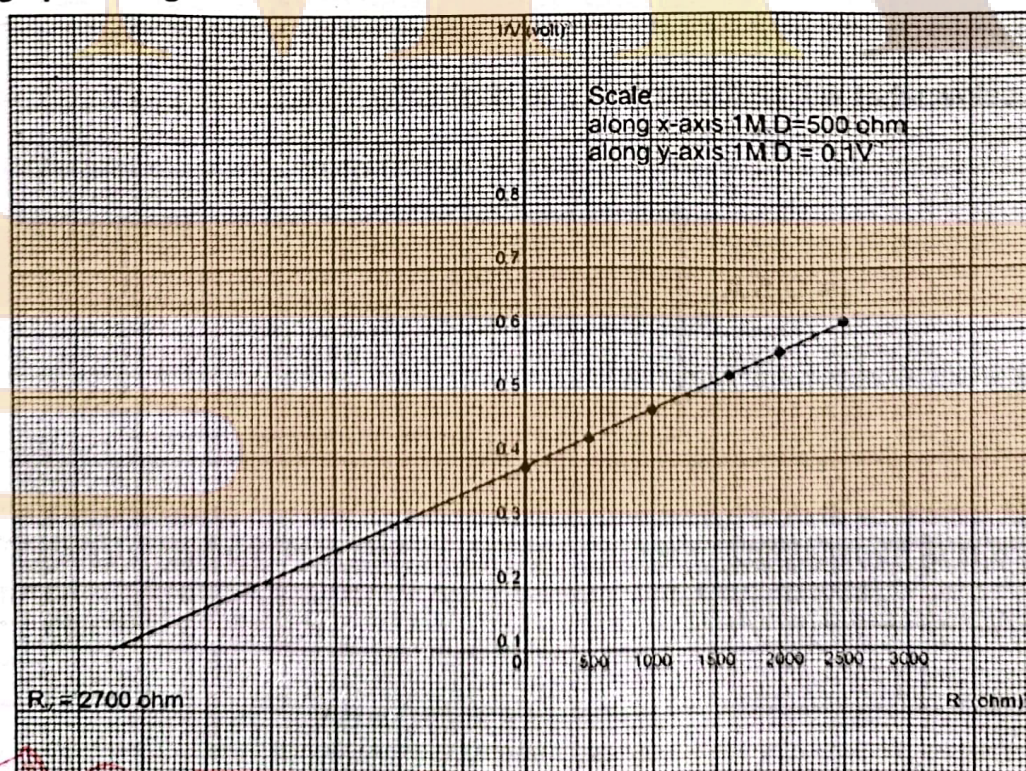 1/V (volt)⁻¹
Scale
along x-axis:1M.D=500 ohm
along y-axis:1M.D = 0.1V⁻¹
0.8
0.7
0.6
0.5
0.4
0.3
0.2
0.1
0 500 1000 1500 2000 2500 3000
= 2700 ohm
R (ohm)